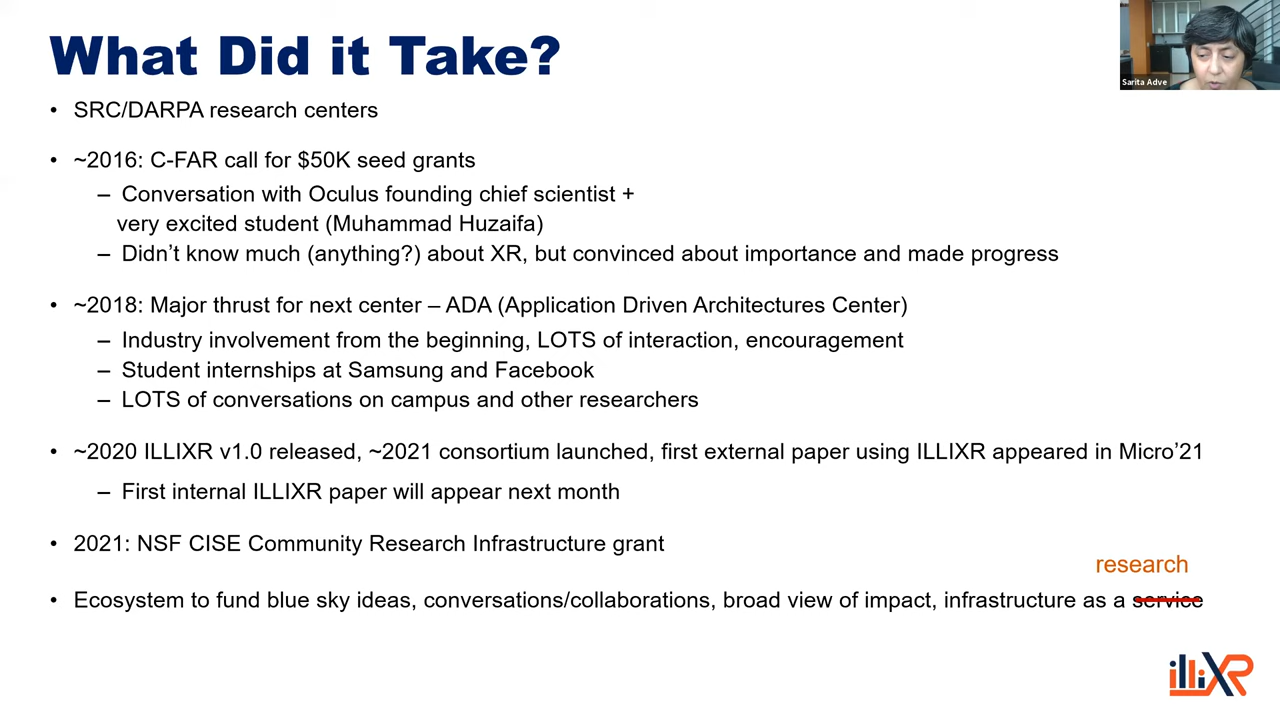 What Did it Take?
Sarita Adve
• SRC/DARPA research centers
• ~2016: C-FAR call for $50K seed grants
– Conversation with Oculus founding chief scientist +
very excited student (Muhammad Huzaifa)
– Didn’t know much (anything?) about XR, but convinced about importance and made progress
• ~2018: Major thrust for next center – ADA (Application Driven Architectures Center)
– Industry involvement from the beginning, LOTS of interaction, encouragement
– Student internships at Samsung and Facebook
– LOTS of conversations on campus and other researchers
• ~2020 ILLIXR v1.0 released, ~2021 consortium launched, first external paper using ILLIXR appeared in Micro’21
– First internal ILLIXR paper will appear next month
• 2021: NSF CISE Community Research Infrastructure grant
research
• Ecosystem to fund blue sky ideas, conversations/collaborations, broad view of impact, infrastructure as a service
illiXR